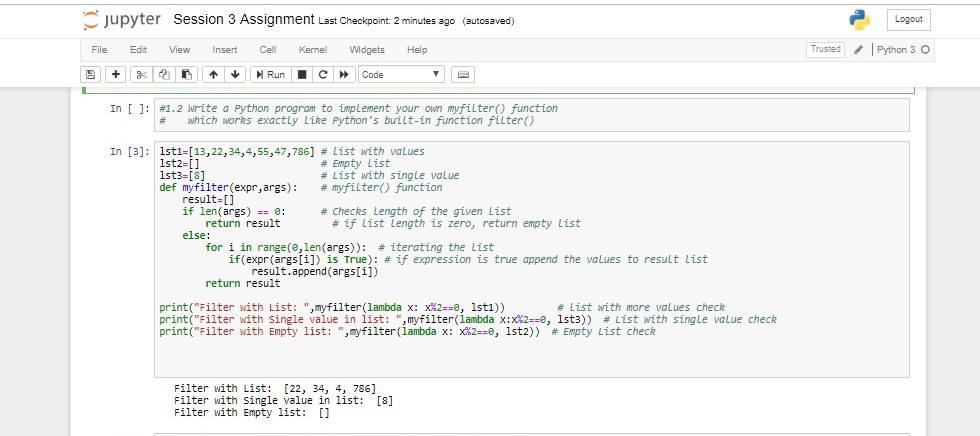 jupyter Session 3 Assignment Last Checkpoint: 2 minutes ago (autosaved) Logout
File Edit View Insert Cell Kernel Widgets Help Trusted Python 3
Run Code
In [ ]: #1.2 Write a Python program to implement your own myfilter() function
# which works exactly like Python's built-in function filter()
In [3]: lst1=[13,22,34,4,55,47,786] # List with values
lst2=[] # Empty List
lst3=[8] # List with single value
def myfilter(expr,args): # myfilter() function
result=[]
if len(args) == 0: # Checks Length of the given List
return result # if list length is zero, return empty list
else:
for i in range(0,len(args)): # iterating the List
if(expr(args[i]) is True): # if expression is true append the values to result list
result.append(args[i])
return result
print("Filter with List: ",myfilter(lambda x: x%2==0, lst1)) # List with more values check
print("Filter with Single value in list: ",myfilter(lambda x:x%2==0, lst3)) # List with single value check
print("Filter with Empty list: ",myfilter(lambda x: x%2==0, lst2)) # Empty List check
Filter with List: [22, 34, 4, 786]
Filter with Single value in list: [8]
Filter with Empty list: []